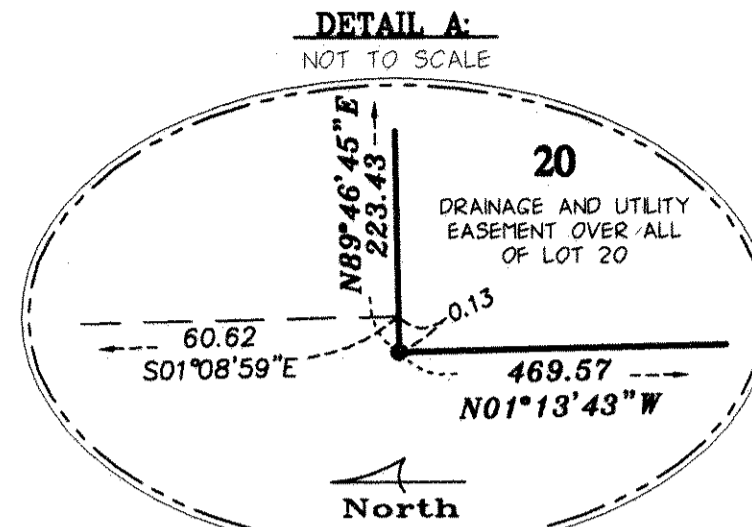 DETAIL A:
NOT TO SCALE
N89°46'45"E
223.43
20
DRAINAGE AND UTILITY
EASEMENT OVER ALL
OF LOT 20
0.13
60.62
S01°08'59"E
469.57
N01°13'43"W
North